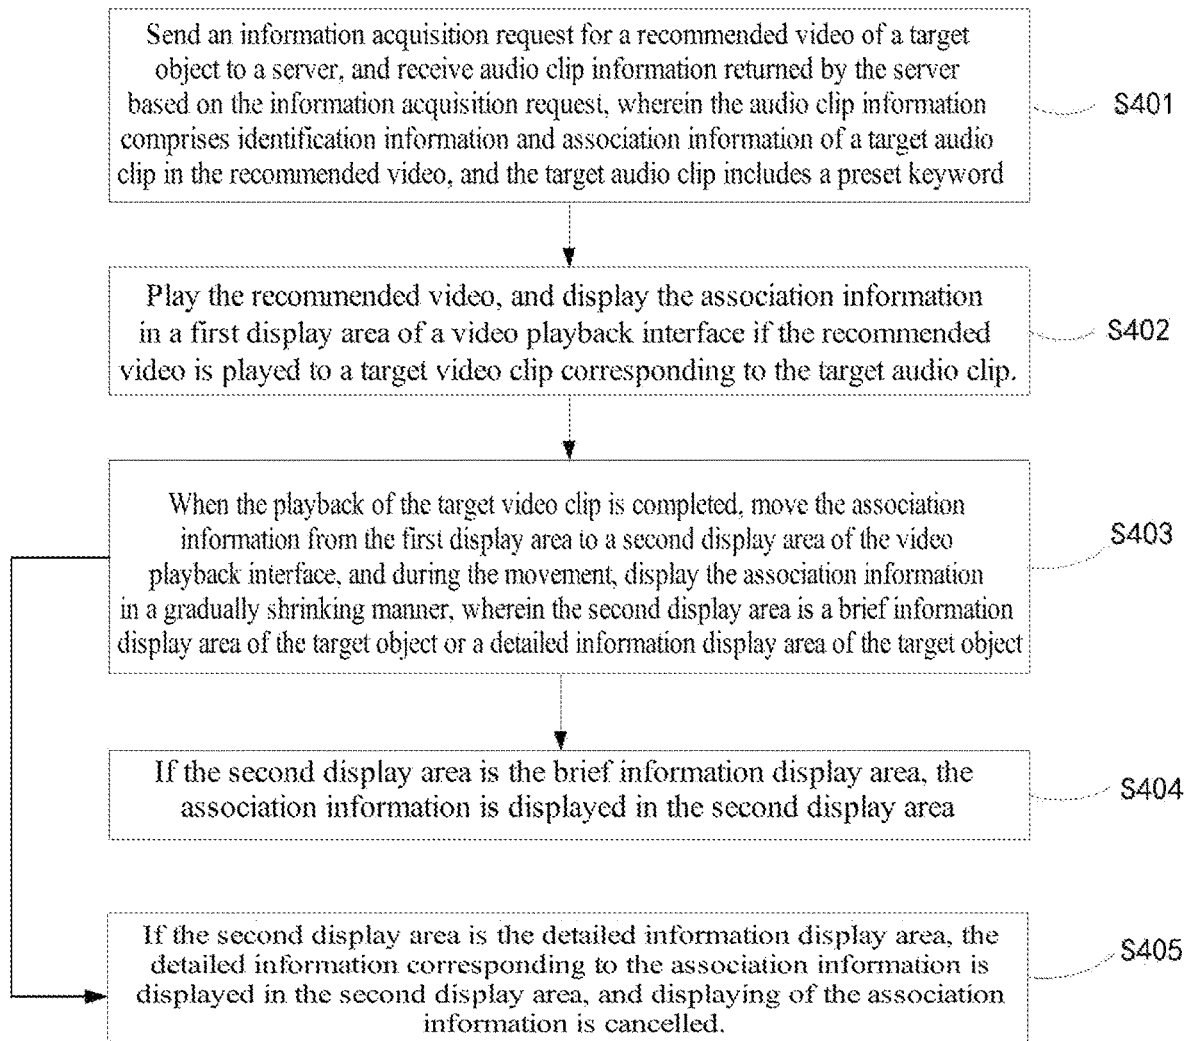 Send an information acquisition request for a recommended video of a target
object to a server, and receive audio clip information returned by the server
based on the information acquisition request, wherein the audio clip information
comprises identification information and association information of a target audio
clip in the recommended video, and the target audio clip includes a preset keyword
S401
Play the recommended video, and display the association information
in a first display area of a video playback interface if the recommended
video is played to a target video clip corresponding to the target audio clip.
S402
When the playback of the target video clip is completed, move the association
information from the first display area to a second display area of the video
playback interface, and during the movement, display the association information
in a gradually shrinking manner, wherein the second display area is a brief information
display area of the target object or a detailed information display area of the target object
S403
If the second display area is the brief information display area, the
association information is displayed in the second display area
S404
If the second display area is the detailed information display area, the
detailed information corresponding to the association information is
displayed in the second display area, and displaying of the association
information is cancelled.
S405